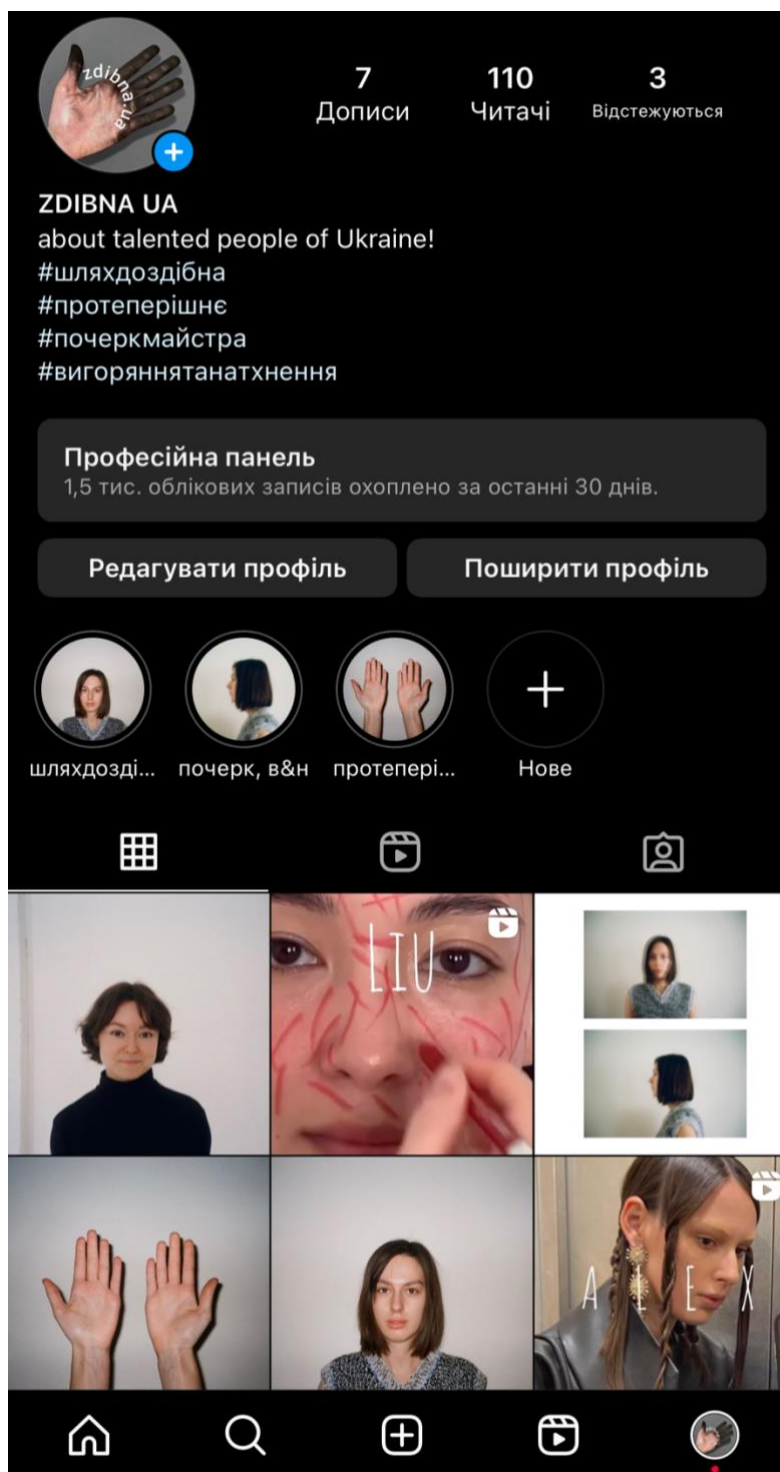 zdibna.ua
7
110
3
Дописи
Читачі
Відстежуються
ZDIBNA UA
about talented people of Ukraine!
#шляхдоздібна
#протеперішнє
#почеркмайстра
#вигоряннятанатхнення
Професійна панель
1,5 тис. облікових записів охоплено за останні 30 днів.
Редагувати профіль
Поширити профіль
шляхдозді...
почерк, в&н
протепері...
Нове
LIU
ALEX